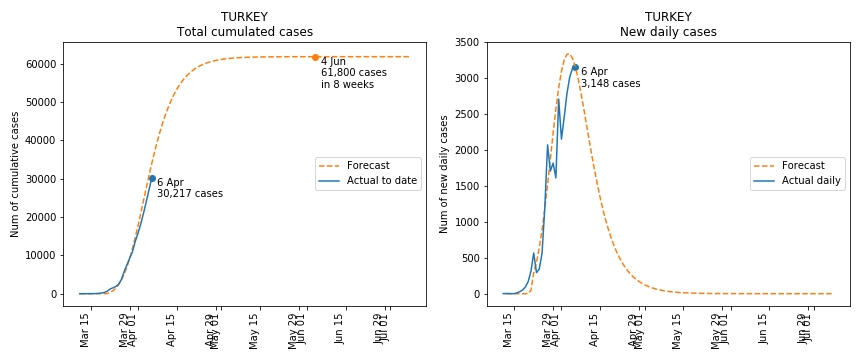 TURKEY
Total cumulated cases
Num of cumulative cases
60000
50000
40000
30000
20000
10000
0
4 Jun
61,800 cases
in 8 weeks
6 Apr
30,217 cases
Forecast
Actual to date
Mar 15
Mar 29
Apr 01
Apr 15
Apr 29
May 01
May 15
May 29
Jun 01
Jun 15
Jun 29
Jul 01
TURKEY
New daily cases
Num of new daily cases
3500
3000
2500
2000
1500
1000
500
0
6 Apr
3,148 cases
Forecast
Actual daily
Mar 15
Mar 29
Apr 01
Apr 15
Apr 29
May 01
May 15
May 29
Jun 01
Jun 15
Jun 29
Jul 01